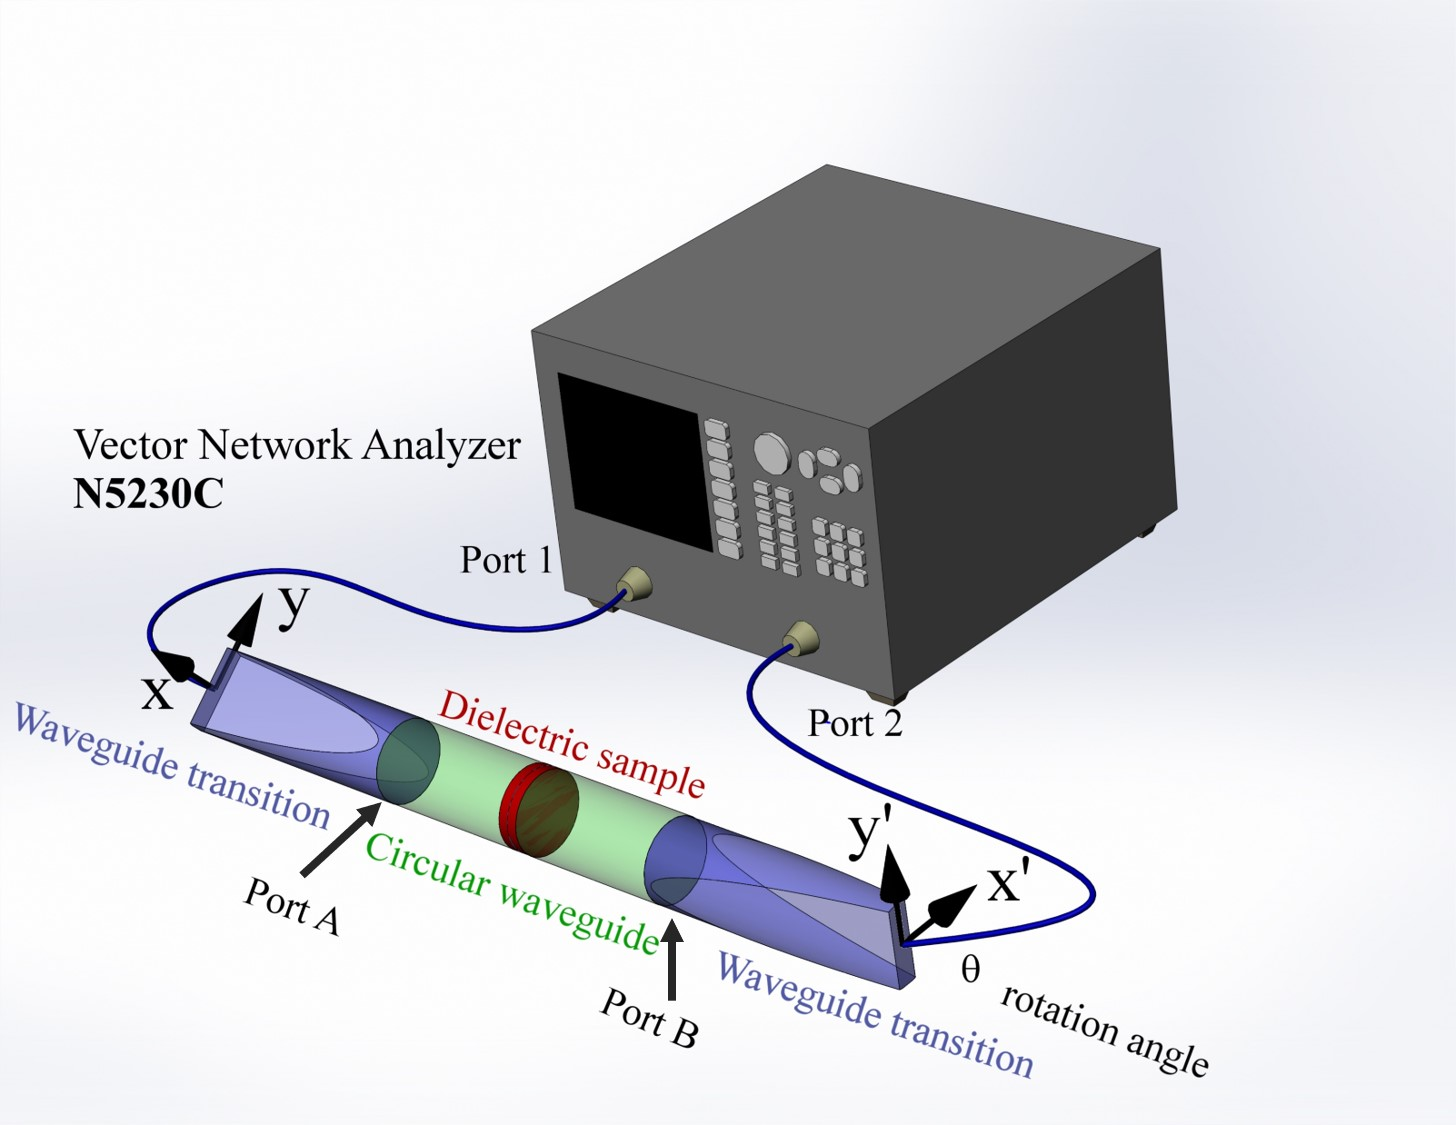 Vector Network Analyzer
N5230C
Port 1
Port 2
y
x
Waveguide transition
Dielectric sample
Circular waveguide
Port A
Port B
y'
x'
θ rotation angle
Waveguide transition